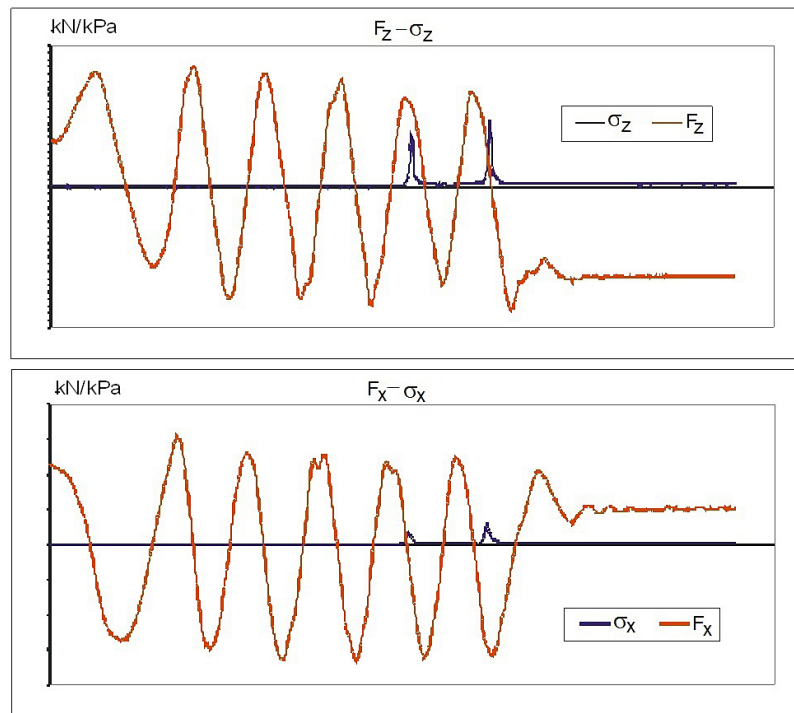 kN/kPa
Fz – σz
σz Fz
kN/kPa
Fx – σx
σx Fx